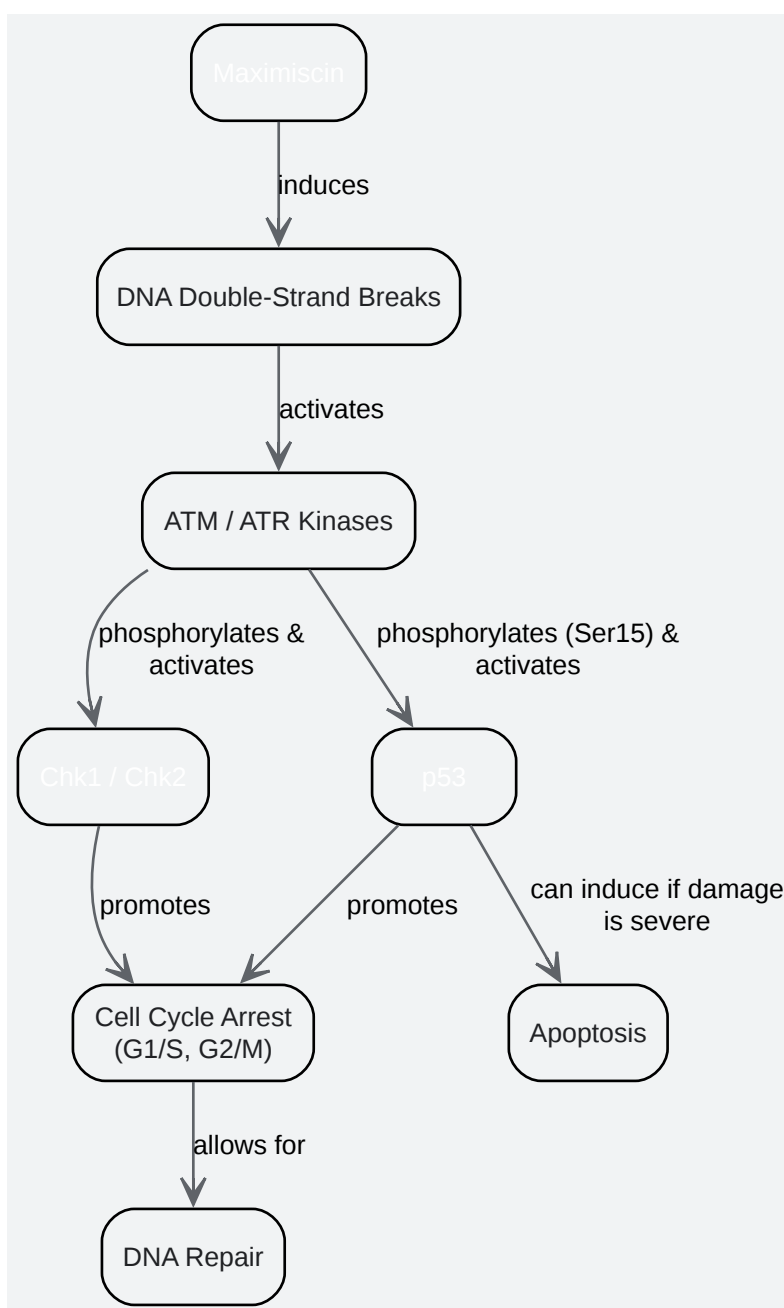 Maximiscin
induces
DNA Double-Strand Breaks
activates
ATM / ATR Kinases
phosphorylates &
activates
phosphorylates (Ser15) &
activates
Chk1 / Chk2
p53
promotes
promotes
can induce if damage
is severe
Cell Cycle Arrest
(G1/S, G2/M)
Apoptosis
allows for
DNA Repair